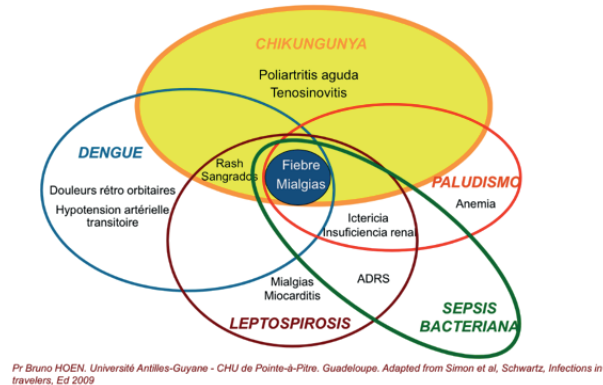 CHIKUNGUNYA
Poliartritis aguda
Tenosinovitis
DENGUE
Rash
Sangrados
Fiebre
Mialgias
PALUDISMO
Douleurs rétro orbitaires
Hypotension artérielle
transitoire
Anemia
Ictericia
Insuficiencia renal
Mialgias
Miocarditis
ADRS
LEPTOSPIROSIS
SEPSIS
BACTERIANA
Pr Bruno HOEN. Université Antilles-Guyane - CHU de Pointe-à-Pitre. Guadeloupe. Adapted from Simon et al, Schwartz, Infections in
travelers, Ed 2009